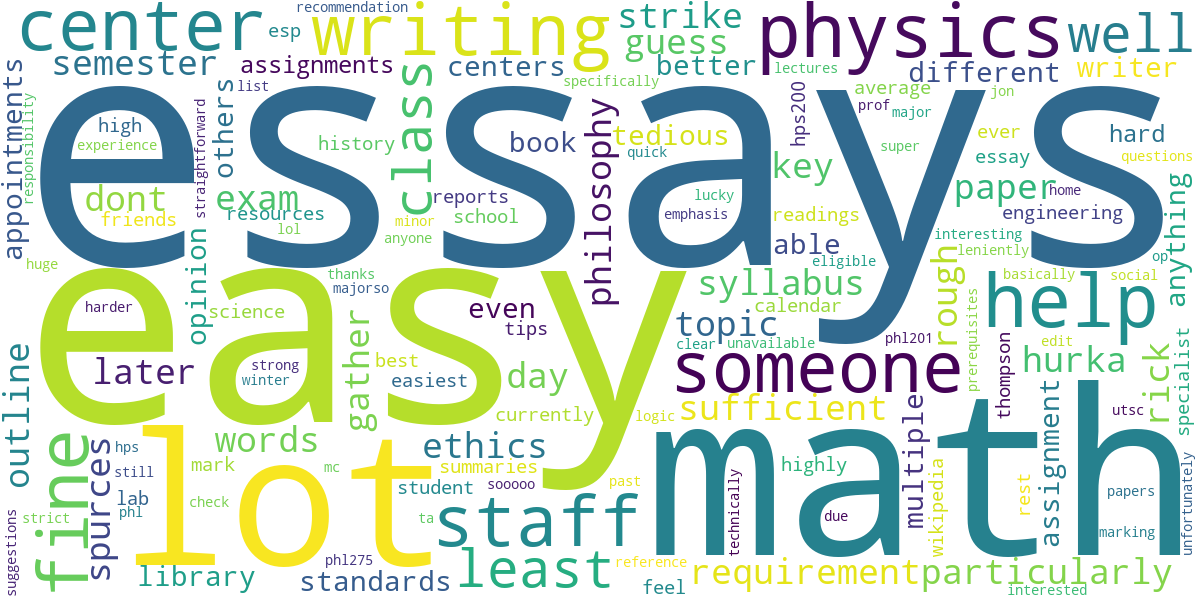 recommendation
center
esp
writing
strike
physics
well
semester
assignments
class
centers
guess
better
lectures
different
writer
list
specifically
average
jon
appointments
responsibility
high
experience
straightforward
others
essays
history
book
philosophy
tedious
quick
hps200
prof
major
super
key
ever
essay
hard
questions
dont
friends
exam
resources
lol
minor
anyone
reports
school
lucky
emphasis
readings
able
eligible
paper
home
engineering
interesting
leniently
op
anything
huge
opinion
science
thanks
majorso
easy
even
tips
syllabus
calendar
topic
clear
unavailable
phl201
rough
basically
social
help
edit
prerequisites
harder
later
strong
winter
gather
best
easiest
day
currently
someone
logic
sufficient
thompson
hurka
rick
specialist
outline
fine
spurces
hps
still
lab
phl
words
mark
lot
mc
check
ethics
summaries
student
sooooo
ta
past
math
technically
highly
due
multiple
wikipedia
rest
assignment
utsc
papers
marking
unfortunately
suggestions
strict
library
phl275
standards
staff
least
reference
feel
requirement
particularly
interested